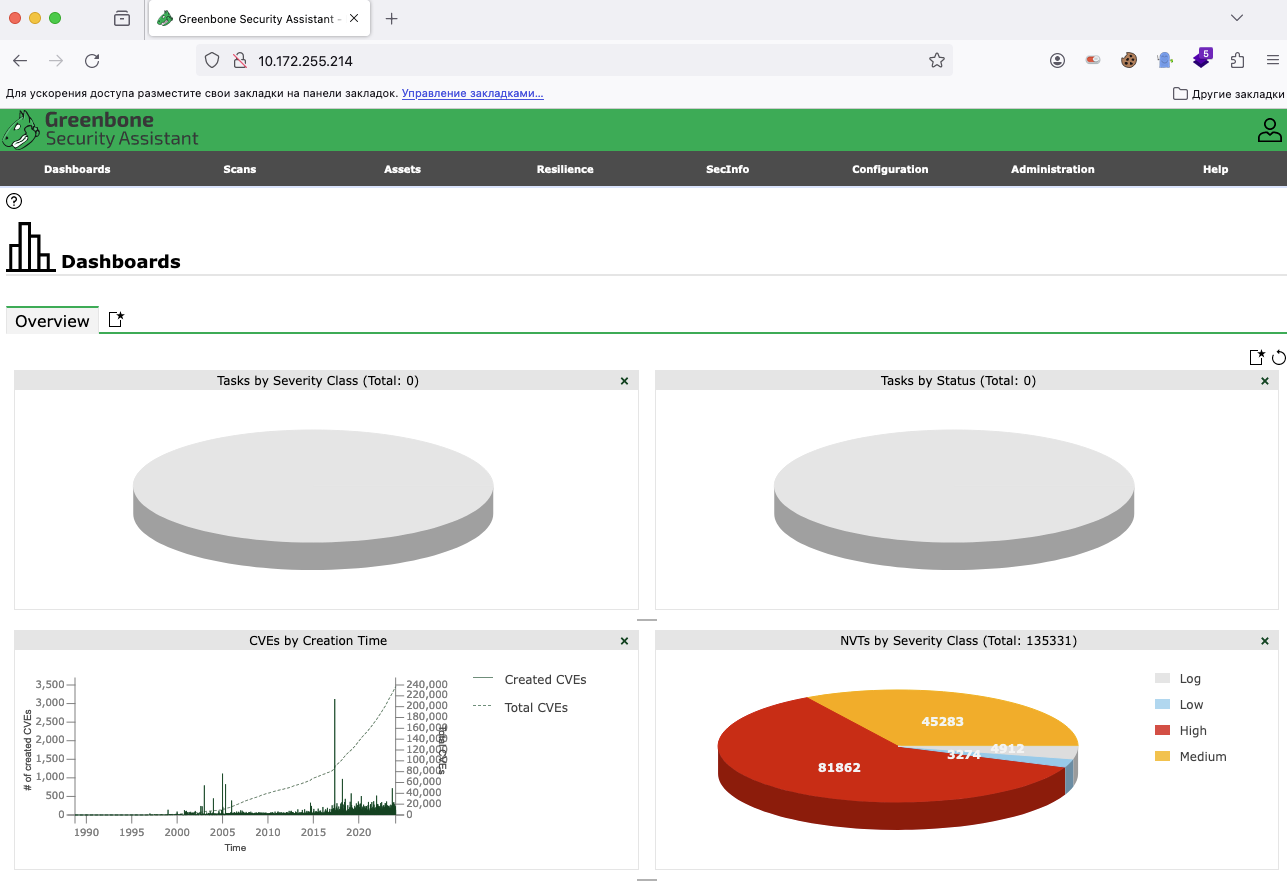 Greenbone Security Assistant -
5
10.172.255.214
Для ускорения доступа разместите свои закладки на панели закладок. Управление закладками...
Другие закладки
Greenbone
Security Assistant
Dashboards Scans Assets Resilience SecInfo Configuration Administration Help
Dashboards
Overview
Tasks by Severity Class (Total: 0)
Tasks by Status (Total: 0)
CVEs by Creation Time
3,500
3,000
2,500
2,000
1,500
1,000
500
0
# of created CVEs
240,000
220,000
200,000
180,000
160,000
140,000
120,000
100,000
80,000
60,000
40,000
20,000
0
Total CVEs
1990 1995 2000 2005 2010 2015 2020
Time
Created CVEs
Total CVEs
NVTs by Severity Class (Total: 135331)
45283
4912
3274
81862
Log
Low
High
Medium